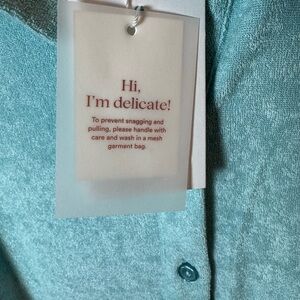 Hi,
I'm delicate!
To prevent snagging and
pulling, please handle with
care and wash in a mesh
garment bag.